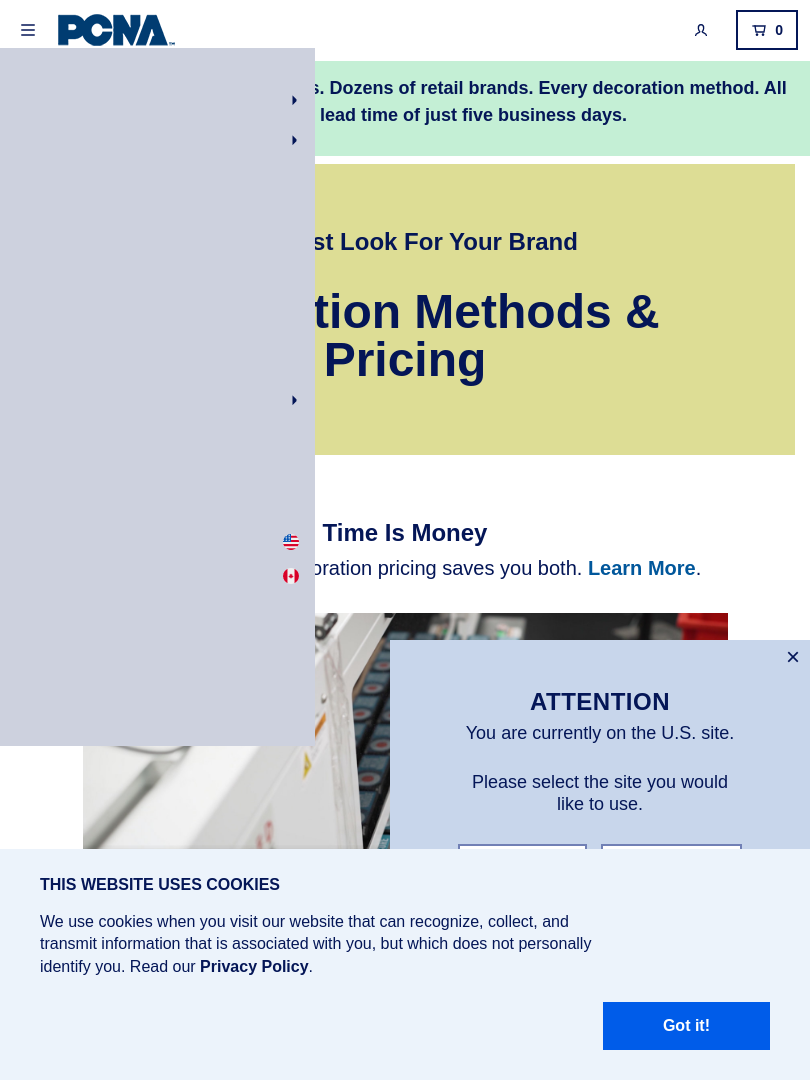 PCNA
0
Dozens of retail brands. Every decoration method. All
lead time of just five business days.
Look For Your Brand
Methods &
Pricing
Time Is Money
pricing saves you both. Learn More.
ATTENTION
You are currently on the U.S. site.
Please select the site you would
like to use.
THIS WEBSITE USES COOKIES
We use cookies when you visit our website that can recognize, collect, and
transmit information that is associated with you, but which does not personally
identify you. Read our Privacy Policy.
Got it!